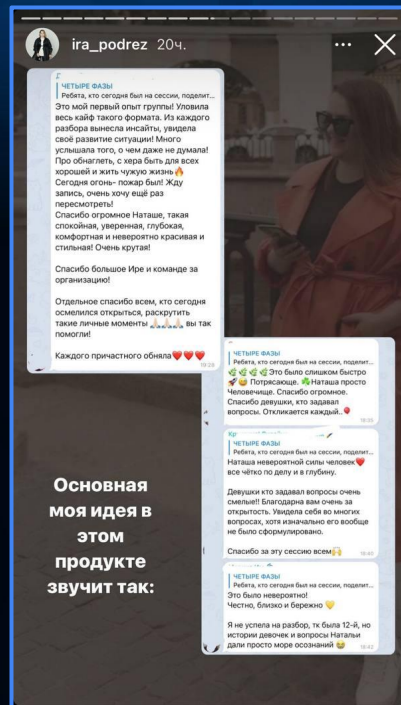 ira_podrez 20ч.
ЧЕТЫРЕ ФАЗЫ
Ребята, кто сегодня был на сессии, поделит...
Это мой первый опыт группы! Уловила
весь кайф такого формата. Из каждого
разбора вынесла инсайты, увидела
своё развитие ситуации! Много
услышала того, о чем даже не думала!
Про обнаглеть, с хера быть для всех
хорошей и жить чужую жизнь🔥
Сегодня огонь- пожар был! Жду
запись, очень хочу ещё раз
пересмотреть!
Спасибо огромное Наташе, такая
спокойная, уверенная, глубокая,
комфортная и невероятно красивая и
стильная! Очень крутая!
Спасибо большое Ире и команде за
организацию!
Отдельное спасибо всем, кто сегодня
осмелился открыться, раскрутить
такие личные моменты 🙏🏻🙏🏻🙏🏻 вы так
помогли!
Каждого причастного обняла❤️❤️❤️
19:39
ЧЕТЫРЕ ФАЗЫ
Ребята, кто сегодня был на сессии, поделит...
🌿🌿🌿🌿Это было слишком быстро
🚀😅 Потрясающе. 🍀Наташа просто
Человечище. Спасибо огромное.
Спасибо девушки, кто задавал
вопросы. Откликается каждый..🌹
ЧЕТЫРЕ ФАЗЫ
Ребята, кто сегодня был на сессии, поделит...
Наташа невероятной силы человек❤️
все чётко по делу и в глубину.
Девушки кто задавал вопросы очень
смелые!! Благодарна вам очень за
открытость. Увидела себя во многих
вопросах, хотя изначально его вообще
не было сформулировано.
Спасибо за эту сессию всем🙌
18:40
ЧЕТЫРЕ ФАЗЫ
Ребята, кто сегодня был на сессии, поделит...
Это было невероятно!
Честно, близко и бережно 💛
Я не успела на разбор, тк была 12-й, но
истории девочек и вопросы Натальи
дали просто море осознаний 😂
18:42
Основная
моя идея в
этом
продукте
звучит так: